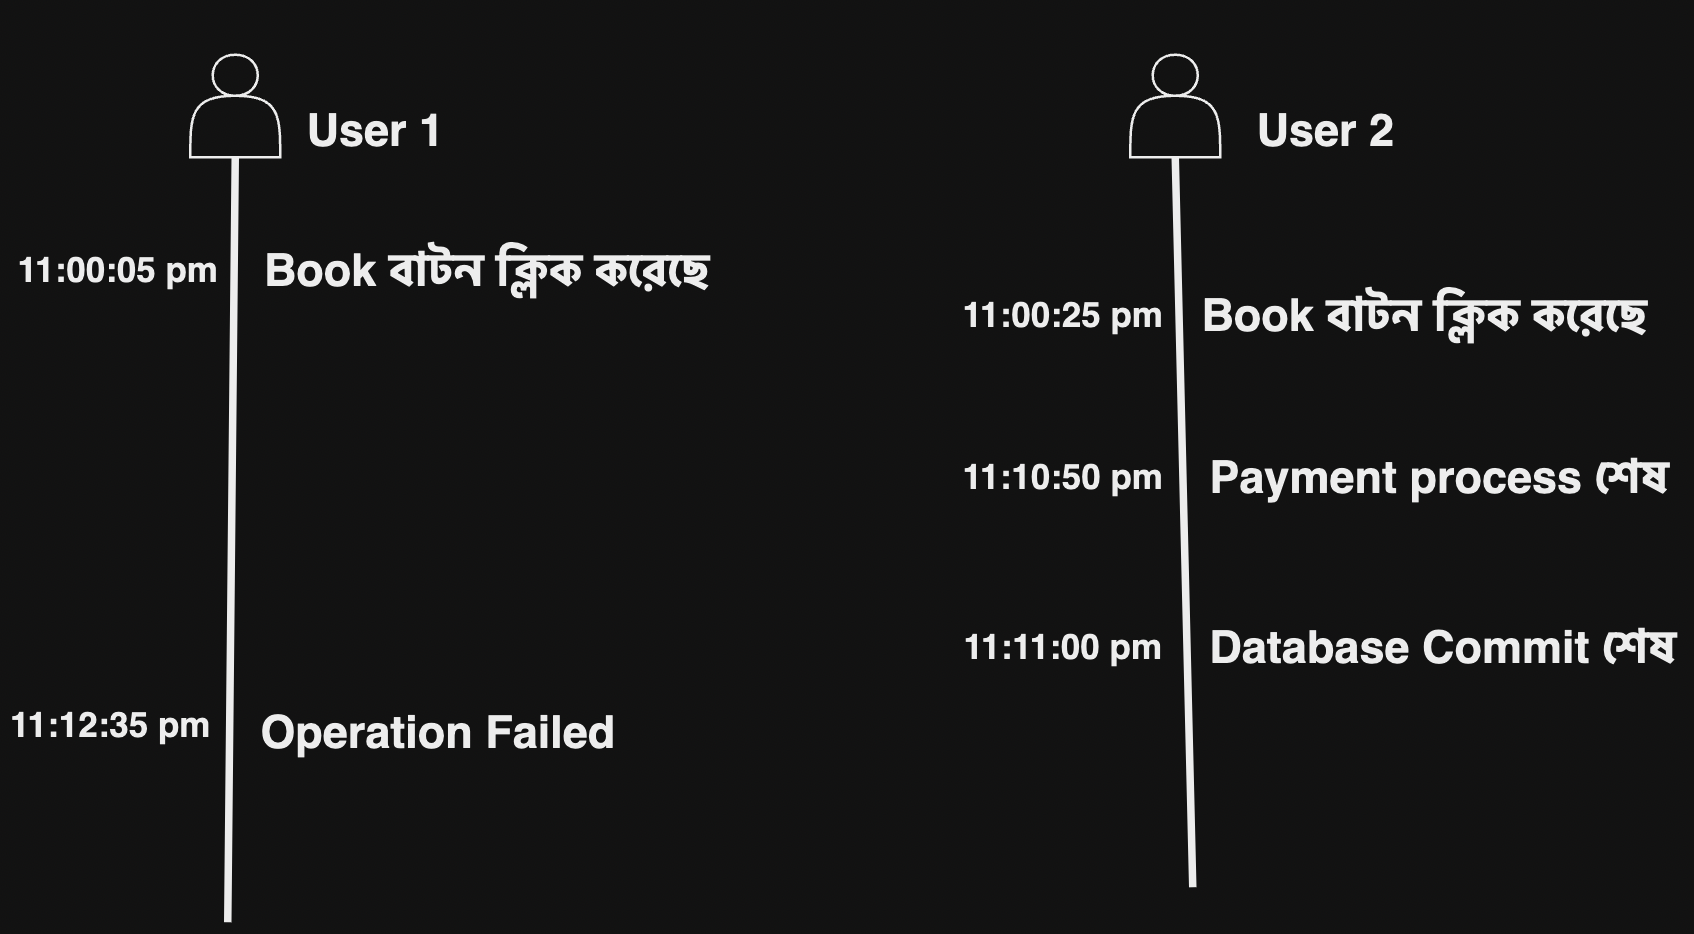 User 1
11:00:05 pm
Book বাটন ক্লিক করেছে
11:12:35 pm
Operation Failed
User 2
11:00:25 pm
Book বাটন ক্লিক করেছে
11:10:50 pm
Payment process শেষ
11:11:00 pm
Database Commit শেষ